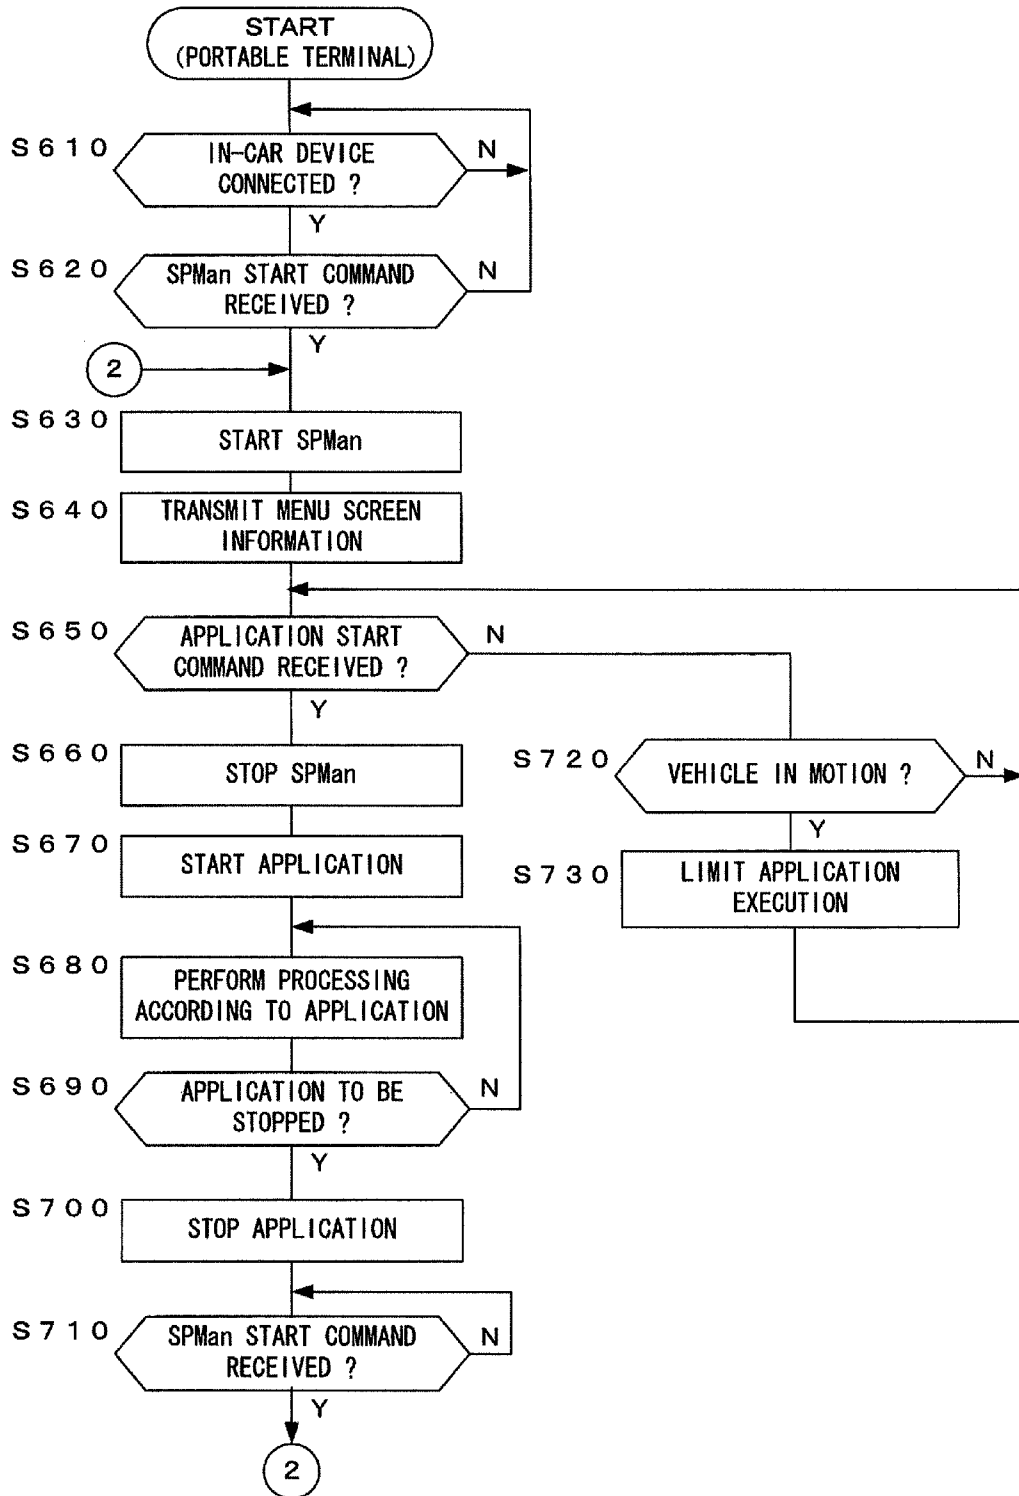 START
(PORTABLE TERMINAL)
S610
IN-CAR DEVICE
CONNECTED ?
N
Y
S620
SPMan START COMMAND
RECEIVED ?
N
Y
2
S630
START SPMan
S640
TRANSMIT MENU SCREEN
INFORMATION
S650
APPLICATION START
COMMAND RECEIVED ?
N
Y
S660
STOP SPMan
S720
VEHICLE IN MOTION ?
N
Y
S670
START APPLICATION
S730
LIMIT APPLICATION
EXECUTION
S680
PERFORM PROCESSING
ACCORDING TO APPLICATION
S690
APPLICATION TO BE
STOPPED ?
N
Y
S700
STOP APPLICATION
S710
SPMan START COMMAND
RECEIVED ?
N
Y
2